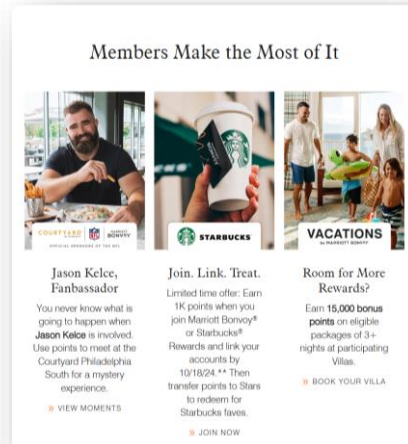 Members Make the Most of It
COURTYARD
NFL
MARRIOTT
BONVOY
OFFICIAL SPONSORS OF THE NFL
STARBUCKS
VACATIONS
by MARRIOTT BONVOY
Jason Kelce,
Fanbassador
You never know what is
going to happen when
Jason Kelce is involved.
Use points to meet at the
Courtyard Philadelphia
South for a mystery
experience.
» VIEW MOMENTS
Join. Link. Treat.
Limited time offer: Earn
1K points when you
join Marriott Bonvoy®
or Starbucks®
Rewards and link your
accounts by
10/18/24.** Then
transfer points to Stars
to redeem for
Starbucks faves.
» JOIN NOW
Room for More
Rewards?
Earn 15,000 bonus
points on eligible
packages of 3+
nights at participating
Villas.
» BOOK YOUR VILLA